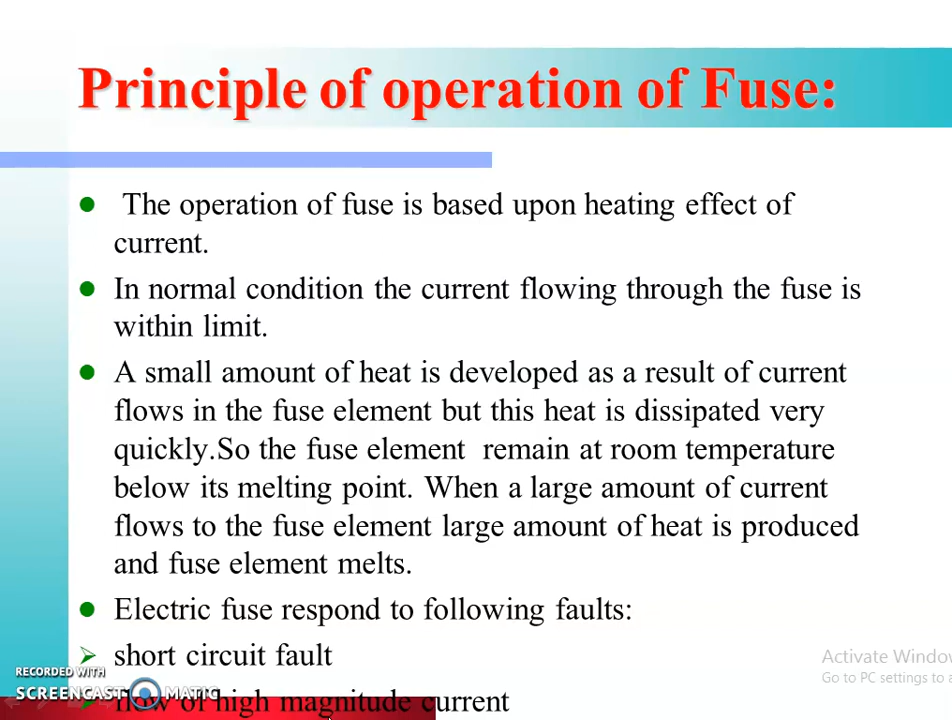 Principle of operation of Fuse:
The operation of fuse is based upon heating effect of
current.
In normal condition the current flowing through the fuse is
within limit.
A small amount of heat is developed as a result of current
flows in the fuse element but this heat is dissipated very
quickly.So the fuse element remain at room temperature
below its melting point. When a large amount of current
flows to the fuse element large amount of heat is produced
and fuse element melts.
Electric fuse respond to following faults:
short circuit fault
flow of high magnitude current
Activate Windo
Go to PC settings to a
RECORDED WITH
SCREENCAST MATIC